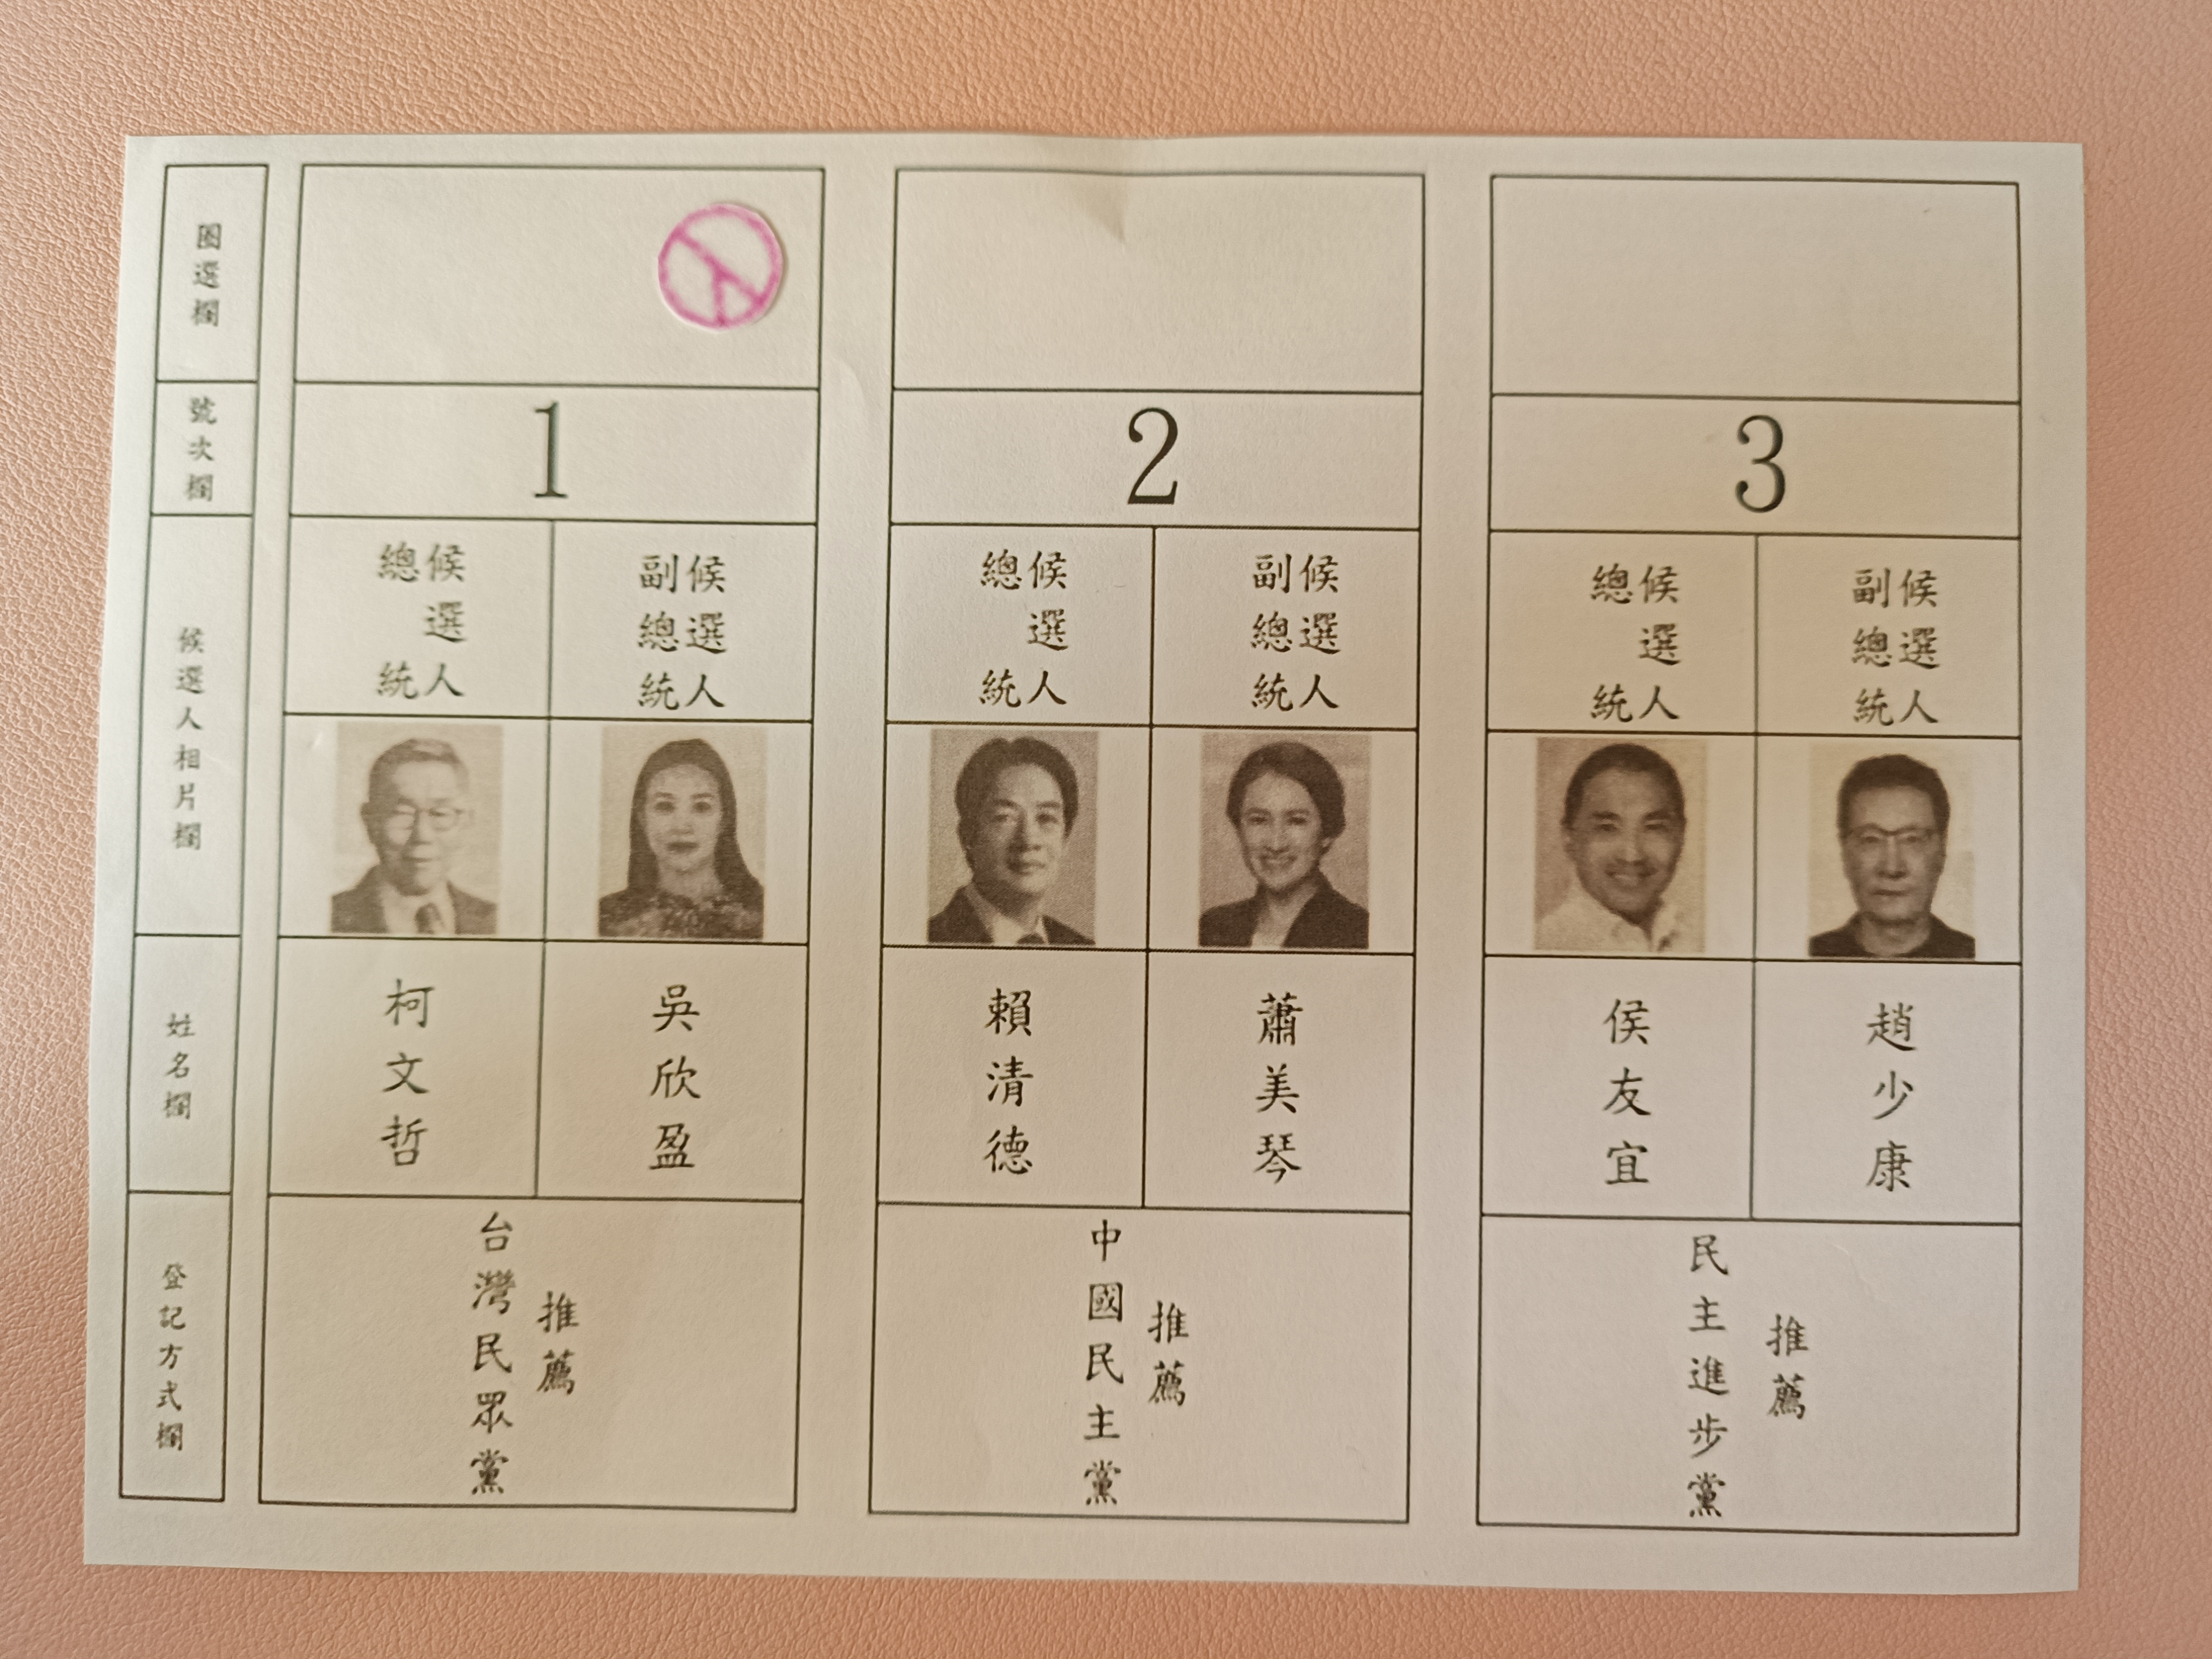 圈選欄
號次欄
候選人相片欄
姓名欄
登記方式欄
1
總統
候選人
副總統
候選人
柯文哲
吳欣盈
台灣民眾黨
推薦
2
總統
候選人
副總統
候選人
賴清德
蕭美琴
中國民主黨
推薦
3
總統
候選人
副總統
候選人
侯友宜
趙少康
民主進步黨
推薦